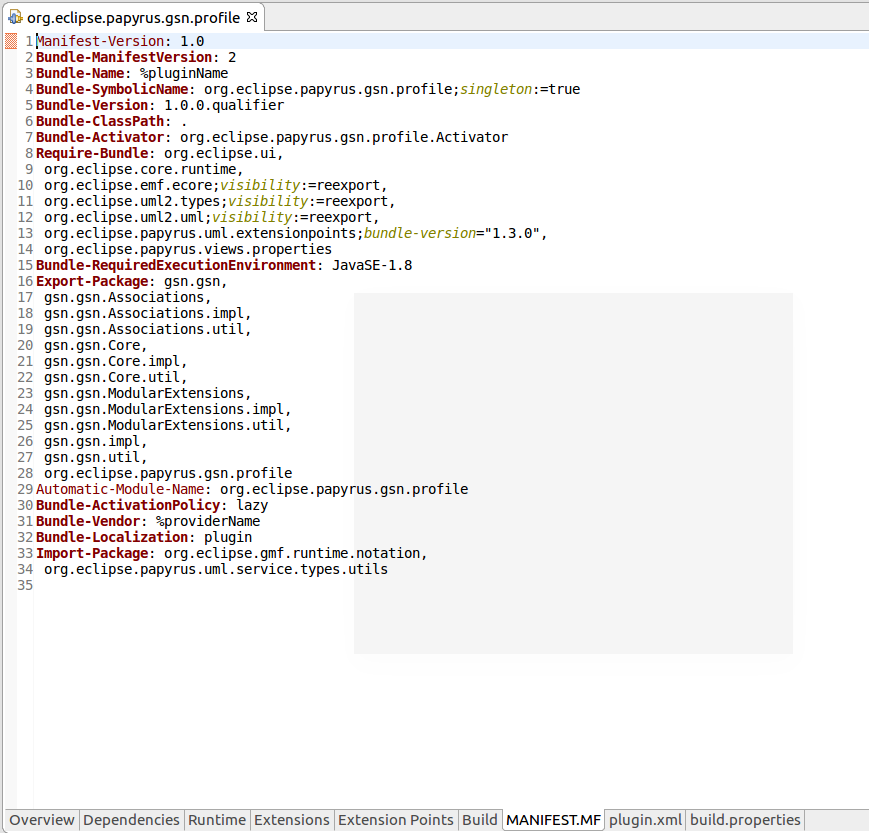 org.eclipse.papyrus.gsn.profile
1 Manifest-Version: 1.0
2 Bundle-ManifestVersion: 2
3 Bundle-Name: %pluginName
4 Bundle-SymbolicName: org.eclipse.papyrus.gsn.profile;singleton:=true
5 Bundle-Version: 1.0.0.qualifier
6 Bundle-ClassPath: .
7 Bundle-Activator: org.eclipse.papyrus.gsn.profile.Activator
8 Require-Bundle: org.eclipse.ui,
9  org.eclipse.core.runtime,
10  org.eclipse.emf.ecore;visibility:=reexport,
11  org.eclipse.uml2.types;visibility:=reexport,
12  org.eclipse.uml2.uml;visibility:=reexport,
13  org.eclipse.papyrus.uml.extensionpoints;bundle-version="1.3.0",
14  org.eclipse.papyrus.views.properties
15 Bundle-RequiredExecutionEnvironment: JavaSE-1.8
16 Export-Package: gsn.gsn,
17  gsn.gsn.Associations,
18  gsn.gsn.Associations.impl,
19  gsn.gsn.Associations.util,
20  gsn.gsn.Core,
21  gsn.gsn.Core.impl,
22  gsn.gsn.Core.util,
23  gsn.gsn.ModularExtensions,
24  gsn.gsn.ModularExtensions.impl,
25  gsn.gsn.ModularExtensions.util,
26  gsn.gsn.impl,
27  gsn.gsn.util,
28  org.eclipse.papyrus.gsn.profile
29 Automatic-Module-Name: org.eclipse.papyrus.gsn.profile
30 Bundle-ActivationPolicy: lazy
31 Bundle-Vendor: %providerName
32 Bundle-Localization: plugin
33 Import-Package: org.eclipse.gmf.runtime.notation,
34  org.eclipse.papyrus.uml.service.types.utils
35
Overview Dependencies Runtime Extensions Extension Points Build MANIFEST.MF plugin.xml build.properties